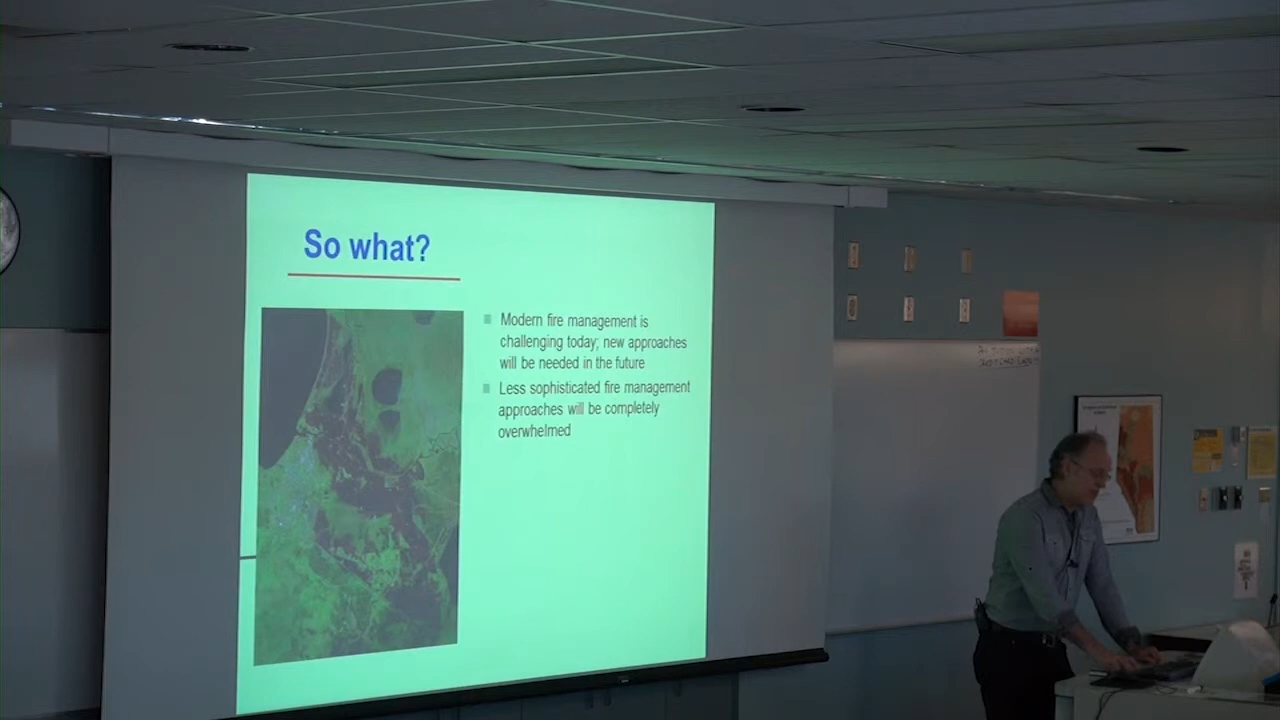 So what?
Modern fire management is
challenging today; new approaches
will be needed in the future
Less sophisticated fire management
approaches will be completely
overwhelmed